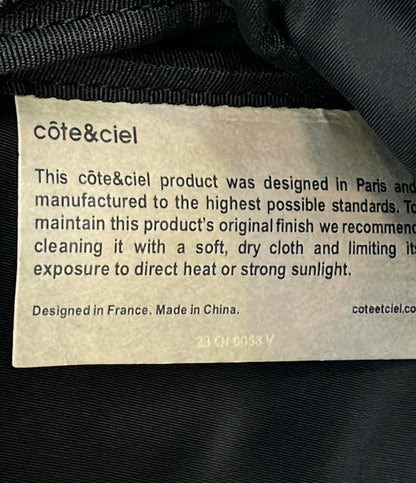 côte&ciel
This côte&ciel product was designed in Paris and
manufactured to the highest possible standards. To
maintain this product's original finish we recommend
cleaning it with a soft, dry cloth and limiting its
exposure to direct heat or strong sunlight.
Designed in France. Made in China.
coteetciel.co